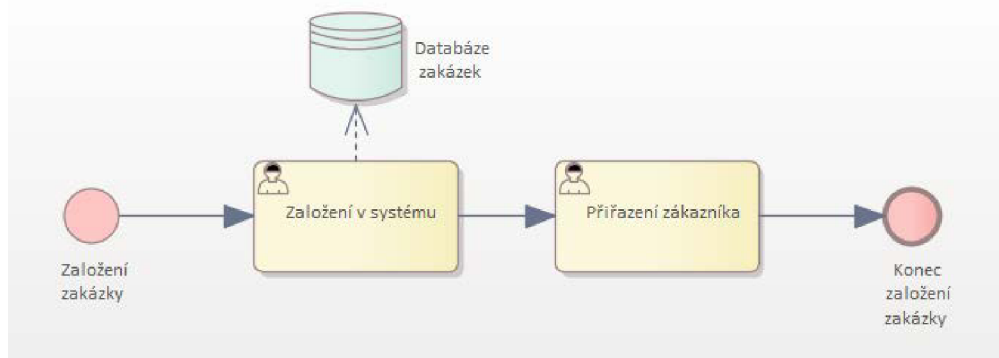 Databáze
zakázek
Založení v systému
Přiřazení zákazníka
Založení
zakázky
Konec
založení
zakázky